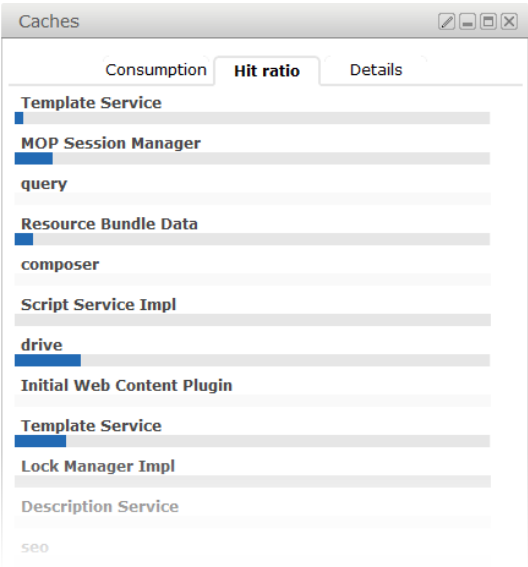 Caches
Consumption Hit ratio Details
Template Service
MOP Session Manager
query
Resource Bundle Data
composer
Script Service Impl
drive
Initial Web Content Plugin
Template Service
Lock Manager Impl
Description Service
seo